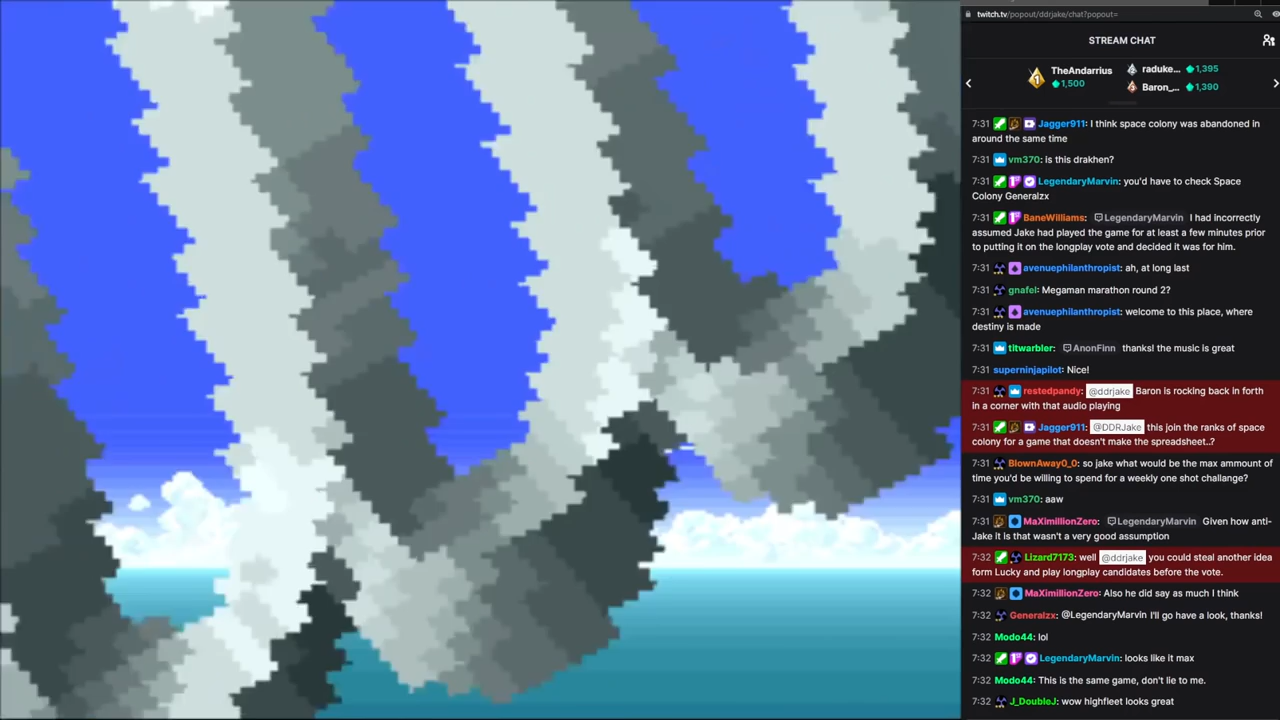 twitch.tv/popout/ddrjake/chat?popout=
STREAM CHAT
TheAndarrius
1,500
raduke... 1,395
Baron_... 1,390
7:31 Jagger911: I think space colony was abandoned in
around the same time
7:31 vm370: is this drakhen?
7:31 LegendaryMarvin: you'd have to check Space
Colony Generalzx
7:31 BaneWilliams: LegendaryMarvin I had incorrectly
assumed Jake had played the game for at least a few minutes prior
to putting it on the longplay vote and decided it was for him.
7:31 avenuephilanthropist: ah, at long last
7:31 gnafel: Megaman marathon round 2?
7:31 avenuephilanthropist: welcome to this place, where
destiny is made
7:31 titwarbler: AnonFinn thanks! the music is great
7:31 superninjapilot: Nice!
7:31 restedpandy: @ddrjake Baron is rocking back in forth
in a corner with that audio playing
7:31 Jagger911: @DDRJake this join the ranks of space
colony for a game that doesn't make the spreadsheet..?
7:31 BlownAway0_0: so jake what would be the max ammount of
time you'd be willing to spend for a weekly one shot challange?
7:31 vm370: aaw
7:31 MaXimillionZero: LegendaryMarvin Given how anti-
Jake it is that wasn't a very good assumption
7:32 Lizard7173: well @ddrjake you could steal another idea
form Lucky and play longplay candidates before the vote.
7:32 MaXimillionZero: Also he did say as much I think
7:32 Generalzx: @LegendaryMarvin I'll go have a look, thanks!
7:32 Modo44: lol
7:32 LegendaryMarvin: looks like it max
7:32 Modo44: This is the same game, don't lie to me.
7:32 J_DoubleJ: wow highfleet looks great